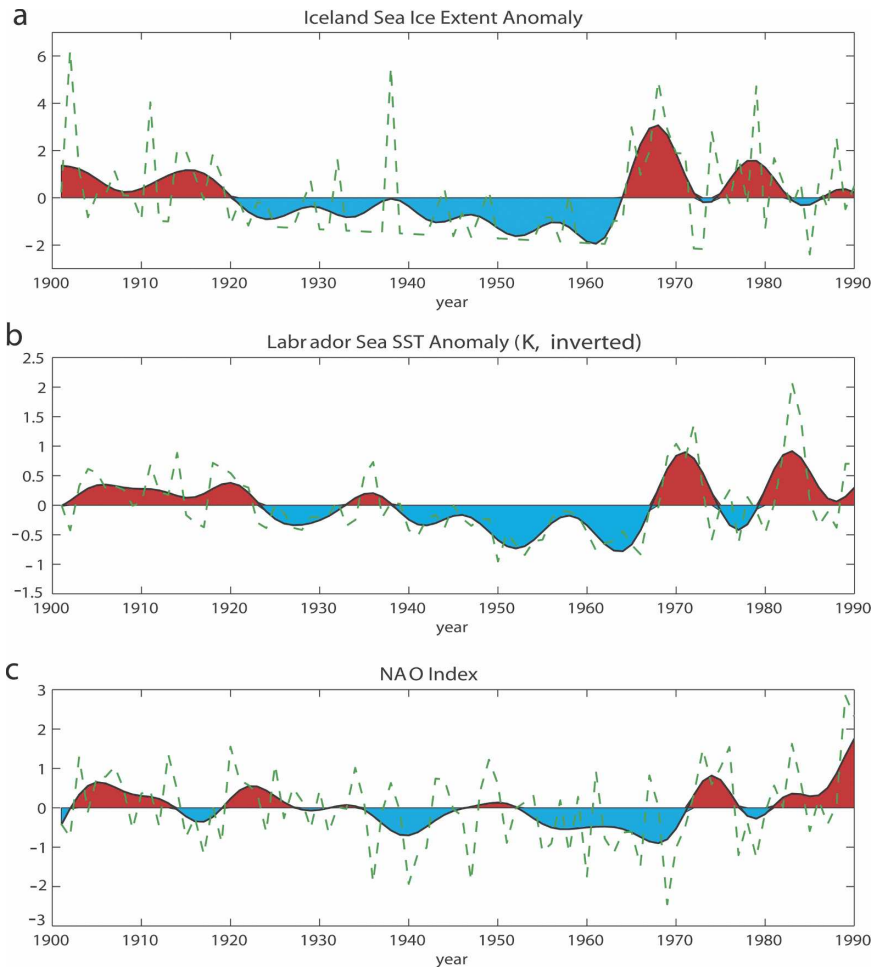 a
Iceland Sea Ice Extent Anomaly
6
4
2
0
−2
1900 1910 1920 1930 1940 1950 1960 1970 1980 1990
year
b
Labrador Sea SST Anomaly (K, inverted)
2.5
2
1.5
1
0.5
0
−0.5
−1
−1.5
1900 1910 1920 1930 1940 1950 1960 1970 1980 1990
year
c
NAO Index
3
2
1
0
−1
−2
−3
1900 1910 1920 1930 1940 1950 1960 1970 1980 1990
year